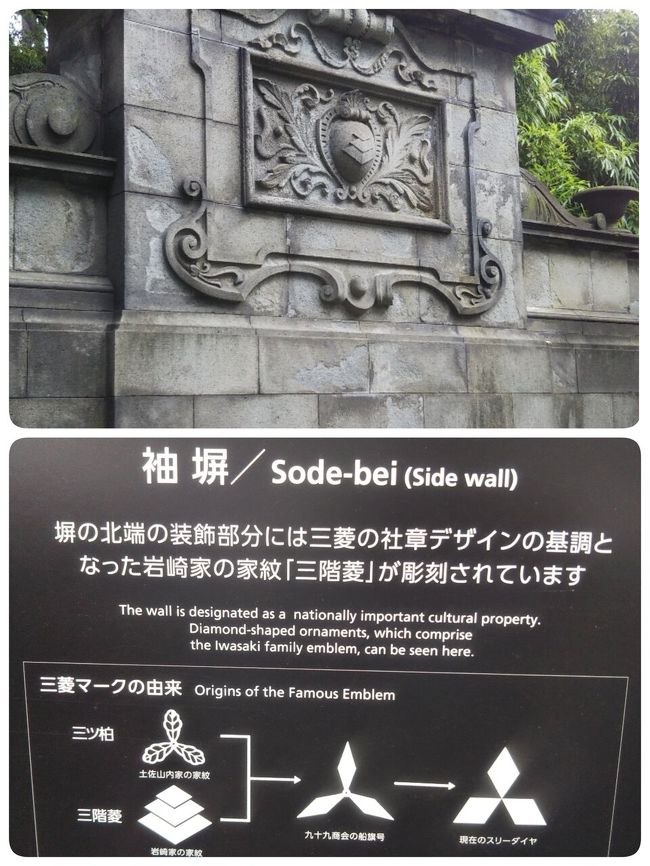 袖塀／Sode-bei (Side wall)
塀の北端の装飾部分には三菱の社章デザインの基調と
なった岩崎家の家紋「三階菱」が彫刻されています
The wall is designated as a nationally important cultural property.
Diamond-shaped ornaments, which comprise
the Iwasaki family emblem, can be seen here.
三菱マークの由来 Origins of the Famous Emblem
三ツ柏
土佐山内家の家紋
三階菱
岩崎家の家紋
九十九商会の船旗号
現在のスリーダイヤ